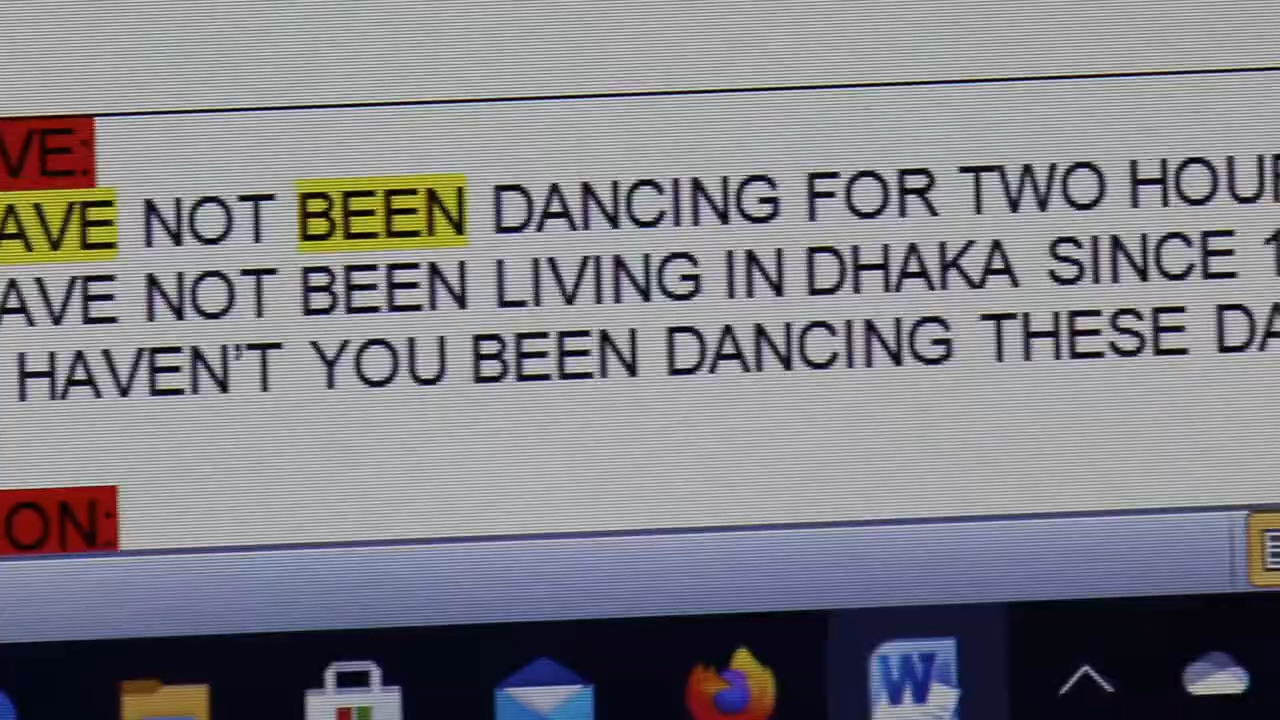 VE:
AVE NOT BEEN DANCING FOR TWO HOU
AVE NOT BEEN LIVING IN DHAKA SINCE 1
HAVEN'T YOU BEEN DANCING THESE DA
ON:
W